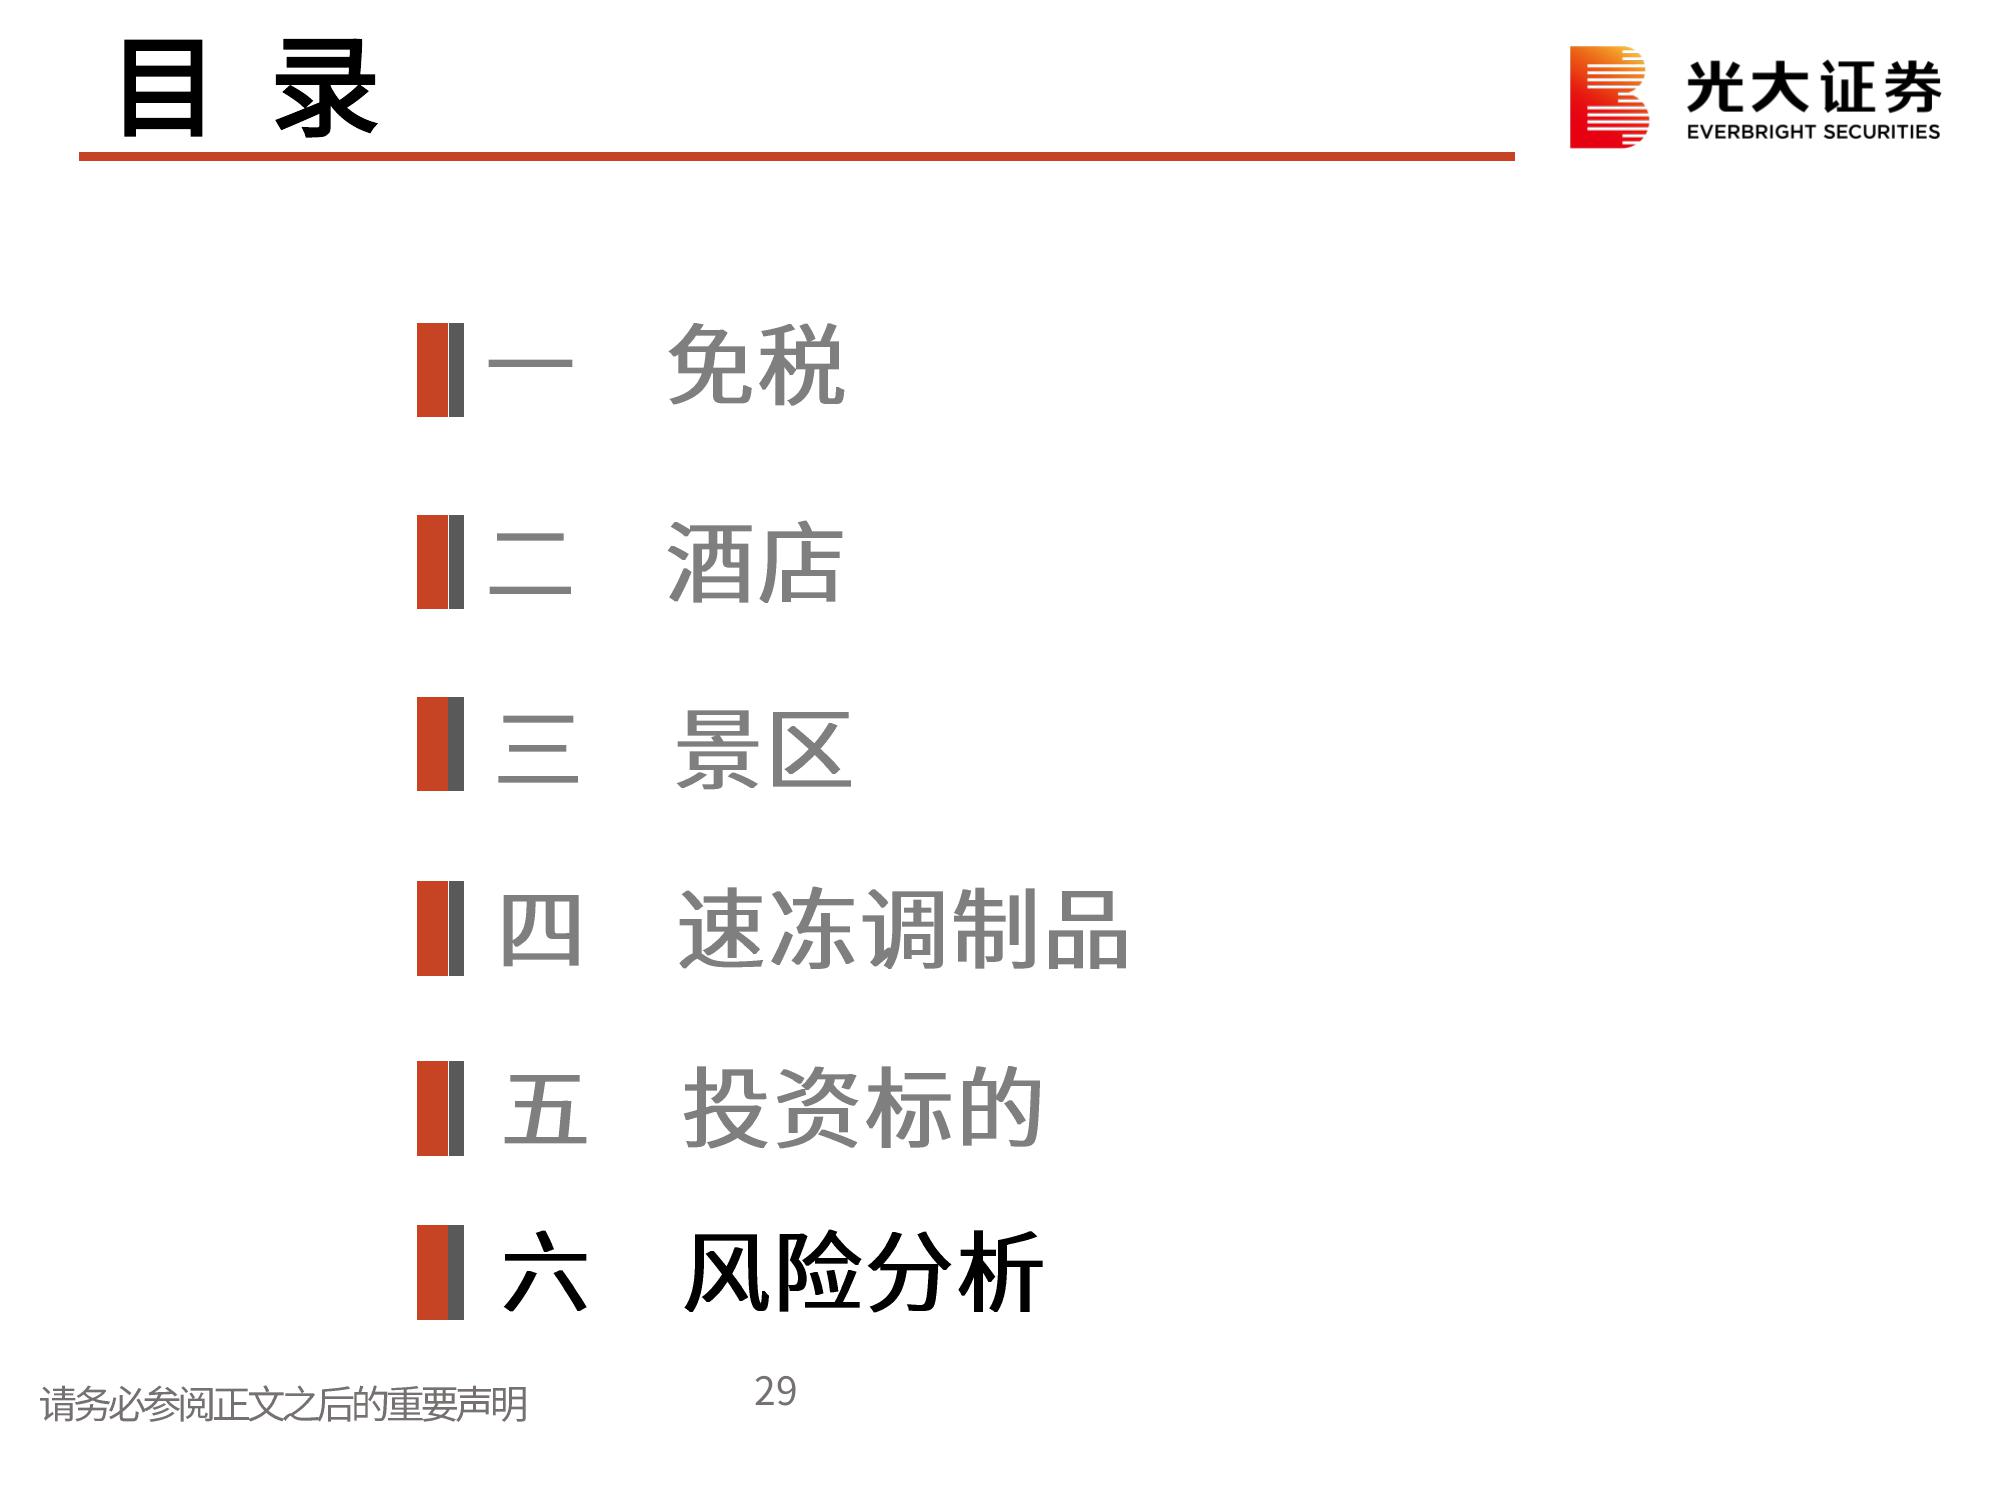 目 录
光大证券
EVERBRIGHT SECURITIES
一 免税
二 酒店
三 景区
四 速冻调制品
五 投资标的
六 风险分析
请务必参阅正文之后的重要声明
29